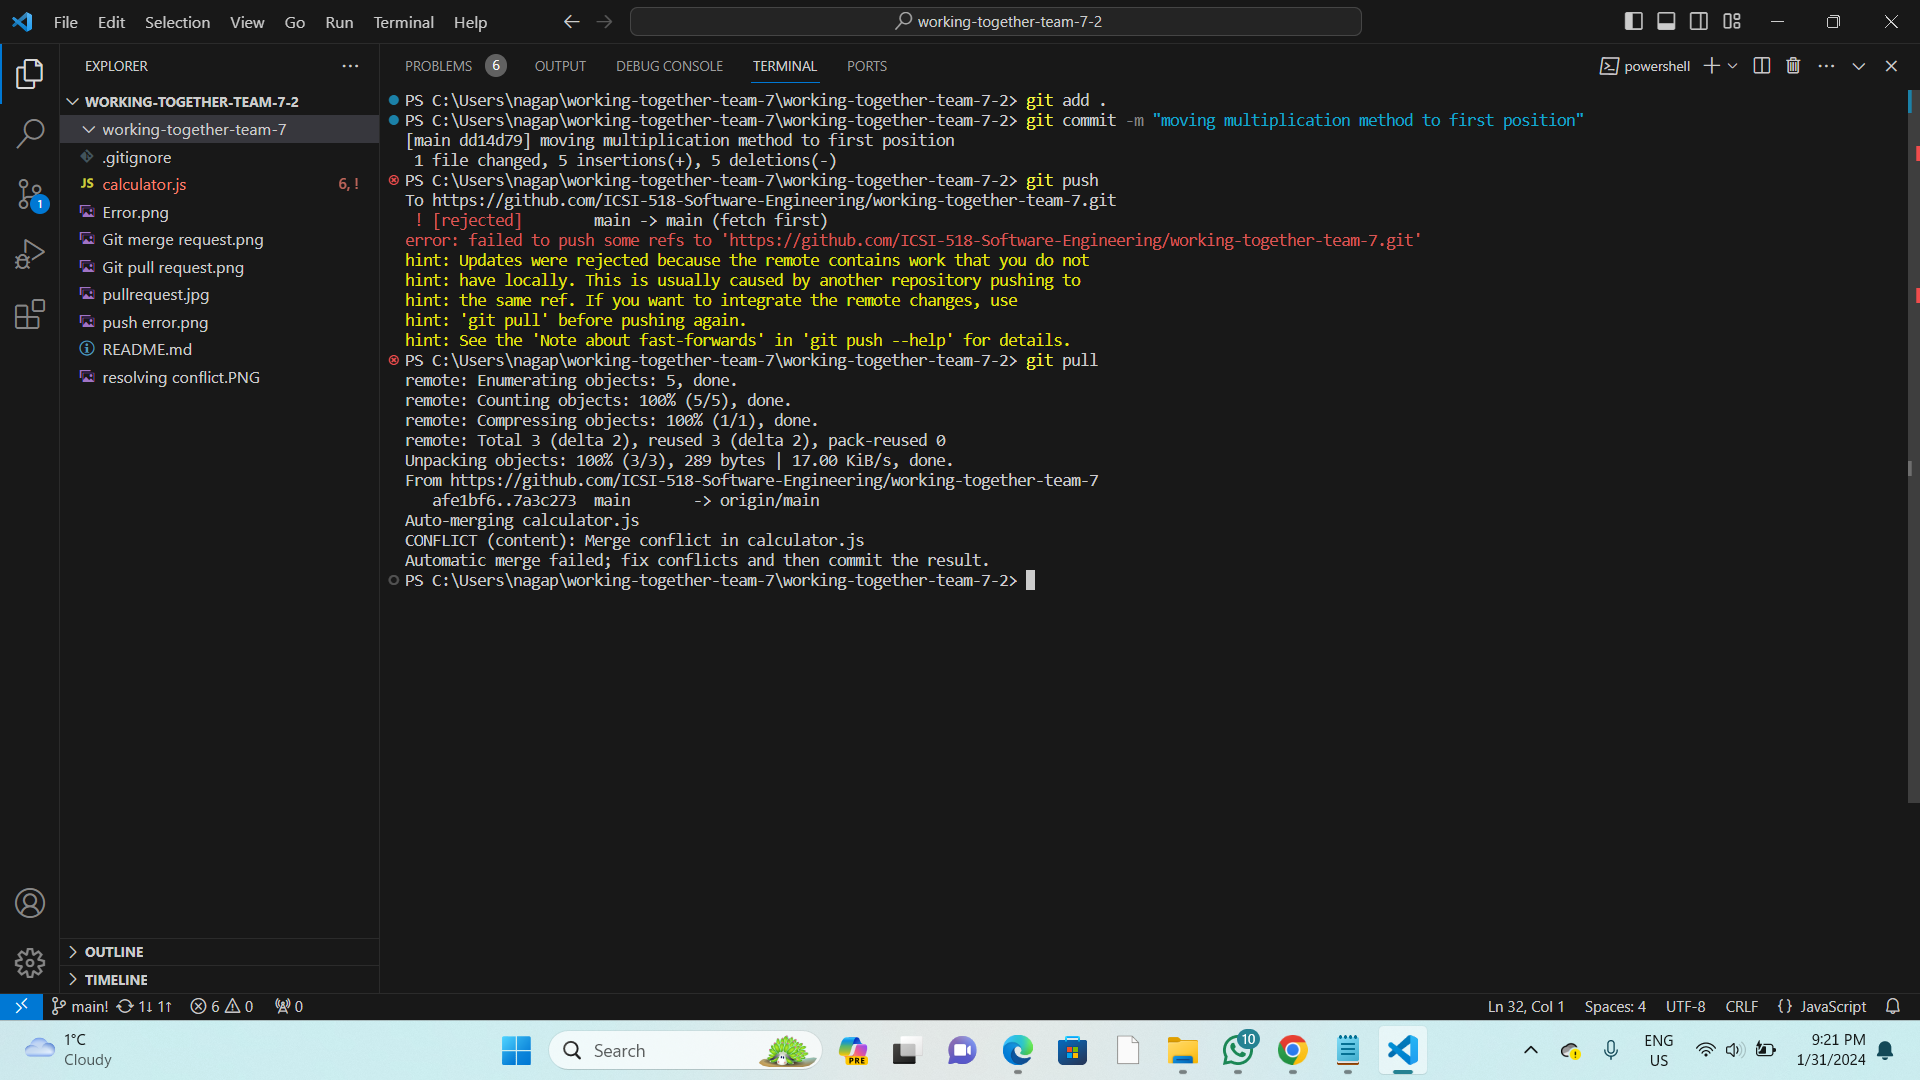 File Edit Selection View Go Run Terminal Help
working-together-team-7-2
EXPLORER
WORKING-TOGETHER-TEAM-7-2
working-together-team-7
.gitignore
JS calculator.js 6, !
Error.png
Git merge request.png
Git pull request.png
pullrequest.jpg
push error.png
README.md
resolving conflict.PNG
1
OUTLINE
TIMELINE
PROBLEMS 6 OUTPUT DEBUG CONSOLE TERMINAL PORTS
powershell
PS C:\Users\nagap\working-together-team-7\working-together-team-7-2> git add .
PS C:\Users\nagap\working-together-team-7\working-together-team-7-2> git commit -m "moving multiplication method to first position"
[main dd14d79] moving multiplication method to first position
1 file changed, 5 insertions(+), 5 deletions(-)
PS C:\Users\nagap\working-together-team-7\working-together-team-7-2> git push
To https://github.com/ICSI-518-Software-Engineering/working-together-team-7.git
! [rejected]        main -> main (fetch first)
error: failed to push some refs to 'https://github.com/ICSI-518-Software-Engineering/working-together-team-7.git'
hint: Updates were rejected because the remote contains work that you do not
hint: have locally. This is usually caused by another repository pushing to
hint: the same ref. If you want to integrate the remote changes, use
hint: 'git pull' before pushing again.
hint: See the 'Note about fast-forwards' in 'git push --help' for details.
PS C:\Users\nagap\working-together-team-7\working-together-team-7-2> git pull
remote: Enumerating objects: 5, done.
remote: Counting objects: 100% (5/5), done.
remote: Compressing objects: 100% (1/1), done.
remote: Total 3 (delta 2), reused 3 (delta 2), pack-reused 0
Unpacking objects: 100% (3/3), 289 bytes | 17.00 KiB/s, done.
From https://github.com/ICSI-518-Software-Engineering/working-together-team-7
afe1bf6..7a3c273  main       -> origin/main
Auto-merging calculator.js
CONFLICT (content): Merge conflict in calculator.js
Automatic merge failed; fix conflicts and then commit the result.
PS C:\Users\nagap\working-together-team-7\working-together-team-7-2>
main! 1↓ 1↑ 6 0 0
Ln 32, Col 1 Spaces: 4 UTF-8 CRLF {} JavaScript
1°C
Cloudy
Search
PRE
10
ENG
US
9:21 PM
1/31/2024